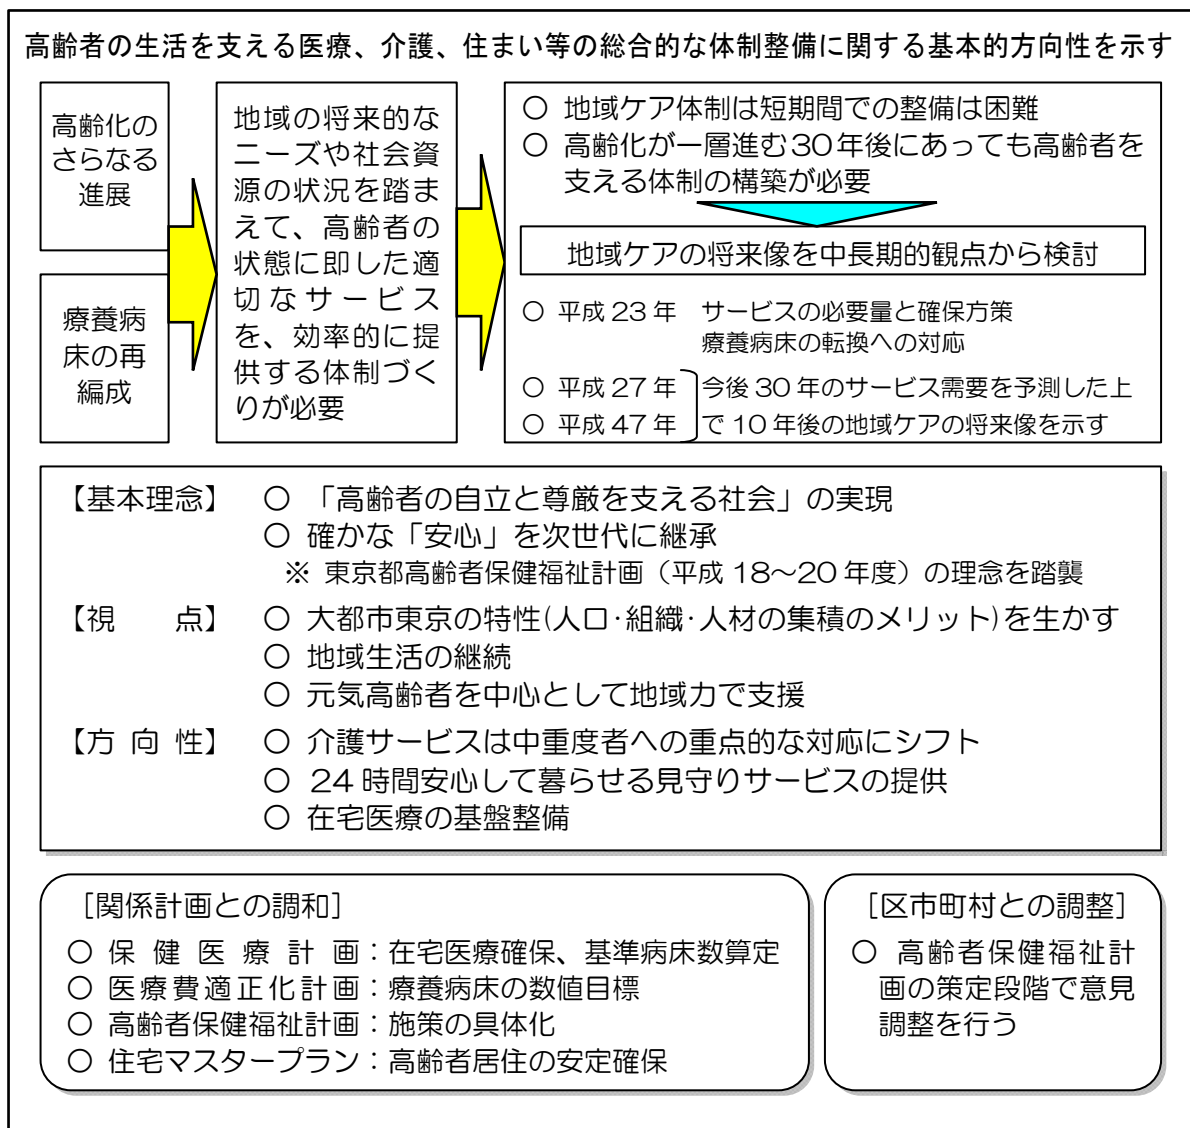 高齢者の生活を支える医療、介護、住まい等の総合的な体制整備に関する基本的方向性を示す
高齢化の
さらなる
進展
療養病
床の再
編成
地域の将来的な
ニーズや社会資
源の状況を踏ま
えて、高齢者の
状態に即した適
切なサービス
を、効率的に提
供する体制づく
りが必要
○ 地域ケア体制は短期間での整備は困難
○ 高齢化が一層進む30年後にあっても高齢者を
支える体制の構築が必要
地域ケアの将来像を中長期的観点から検討
○ 平成 23 年 サービスの必要量と確保方策
療養病床の転換への対応
○ 平成 27 年 今後 30 年のサービス需要を予測した上
○ 平成 47 年 で 10 年後の地域ケアの将来像を示す
【基本理念】 ○ 「高齢者の自立と尊厳を支える社会」の実現
○ 確かな「安心」を次世代に継承
※ 東京都高齢者保健福祉計画（平成 18～20 年度）の理念を踏襲
【視 点】 ○ 大都市東京の特性(人口･組織･人材の集積のメリット)を生かす
○ 地域生活の継続
○ 元気高齢者を中心として地域力で支援
【方 向 性】 ○ 介護サービスは中重度者への重点的な対応にシフト
○ 24 時間安心して暮らせる見守りサービスの提供
○ 在宅医療の基盤整備
［関係計画との調和］
○ 保 健 医 療 計 画：在宅医療確保、基準病床数算定
○ 医療費適正化計画：療養病床の数値目標
○ 高齢者保健福祉計画：施策の具体化
○ 住宅マスタープラン：高齢者居住の安定確保
［区市町村との調整］
○ 高齢者保健福祉計
画の策定段階で意見
調整を行う